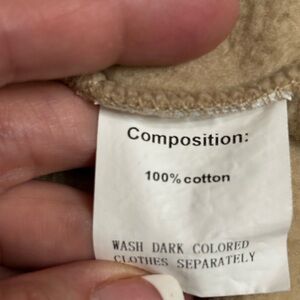 Composition:
100% cotton
WASH DARK COLORED
CLOTHES SEPARATELY